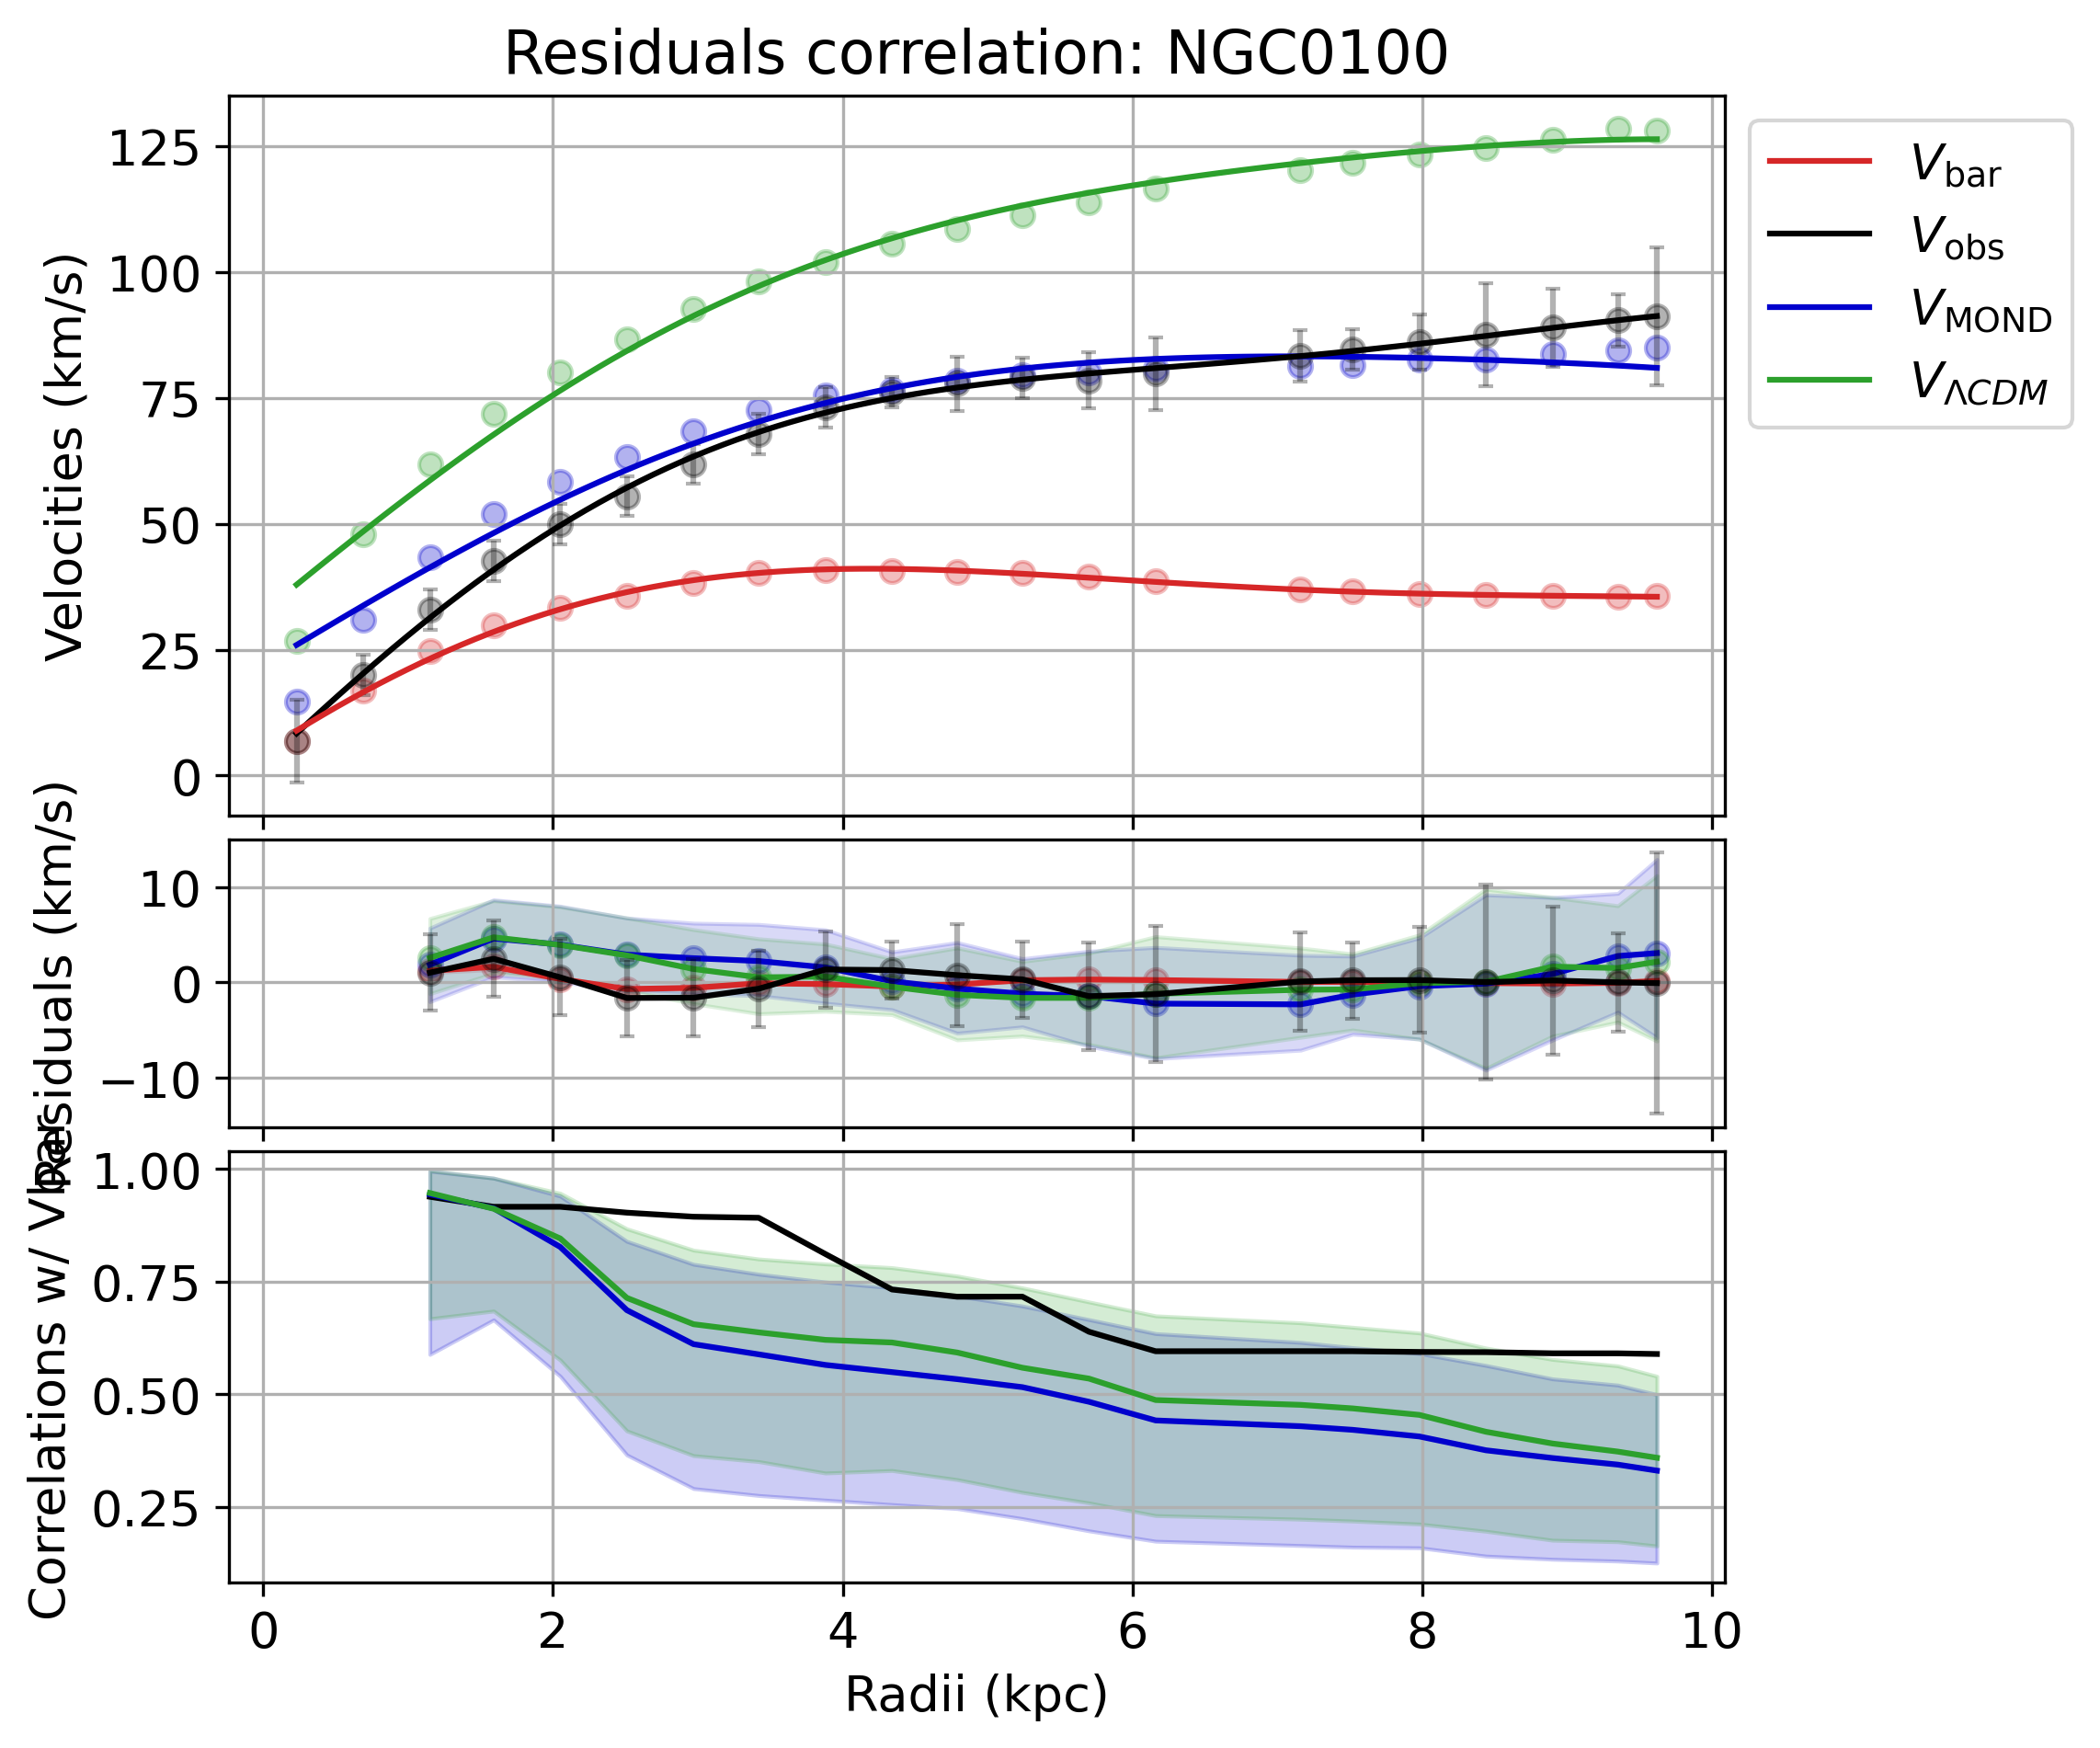 Residuals correlation: NGC0100
Velocities (km/s)
125
100
75
50
25
0
V_bar
V_obs
V_MOND
V_ΛCDM
Residuals (km/s)
10
0
−10
Correlations w/ Vbar
1.00
0.75
0.50
0.25
0 2 4 6 8 10
Radii (kpc)